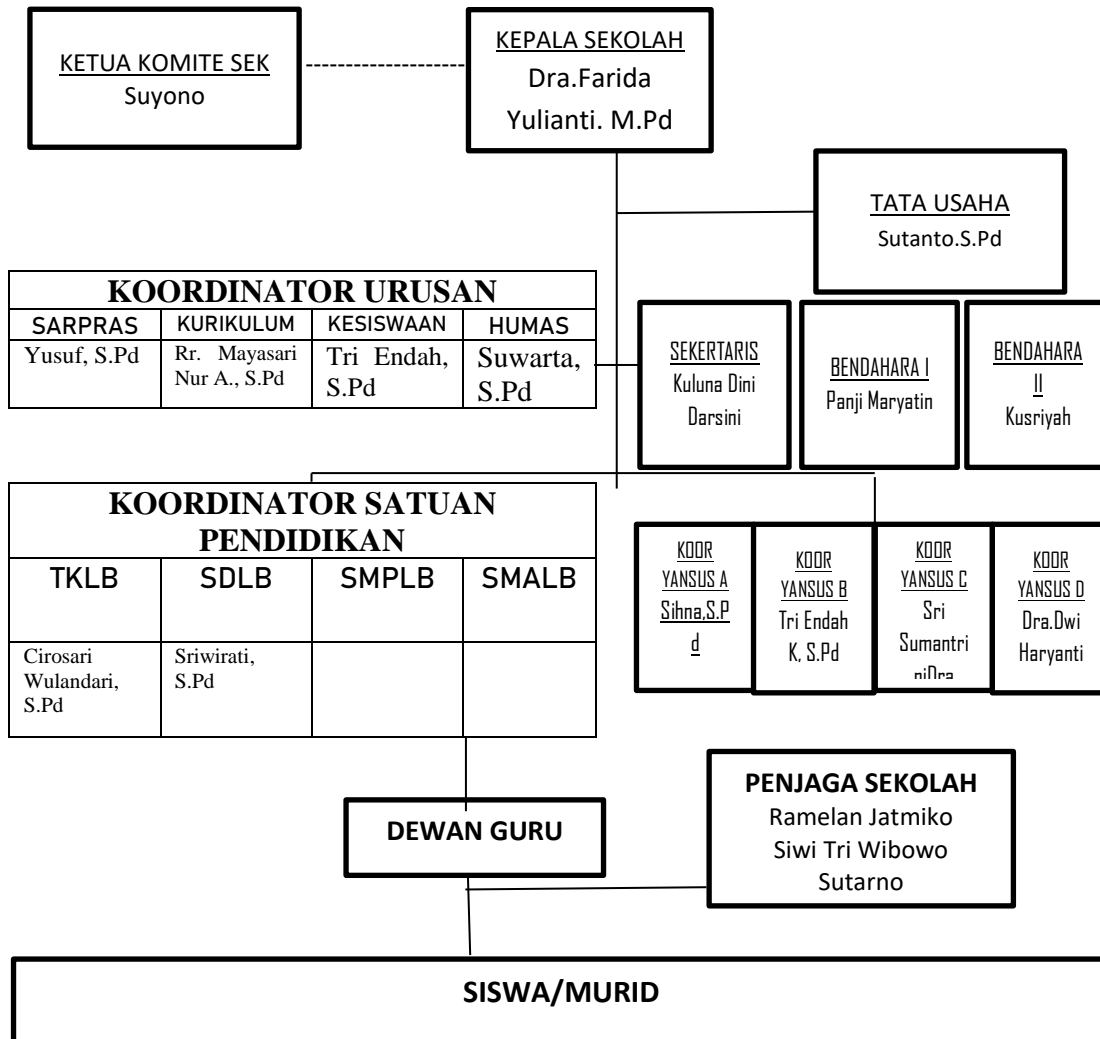 KETUA KOMITE SEK
Suyono
KEPALA SEKOLAH
Dra.Farida
Yulianti. M.Pd
TATA USAHA
Sutanto.S.Pd
KOORDINATOR URUSAN
SARPRAS KURIKULUM KESISWAAN HUMAS
Yusuf, S.Pd
Rr. Mayasari
Nur A., S.Pd
Tri Endah,
S.Pd
Suwarta,
S.Pd
SEKERTARIS
Kuluna Dini
Darsini
BENDAHARA I
Panji Maryatin
BENDAHARA
II
Kusriyah
KOORDINATOR SATUAN
PENDIDIKAN
TKLB SDLB SMPLB SMALB
Cirosari
Wulandari,
S.Pd
Sriwirati,
S.Pd
KOOR
YANSUS A
Sihna,S.P
d
KOOR
YANSUS B
Tri Endah
K, S.Pd
KOOR
YANSUS C
Sri
Sumantri
niDra
KOOR
YANSUS D
Dra.Dwi
Haryanti
DEWAN GURU
PENJAGA SEKOLAH
Ramelan Jatmiko
Siwi Tri Wibowo
Sutarno
SISWA/MURID